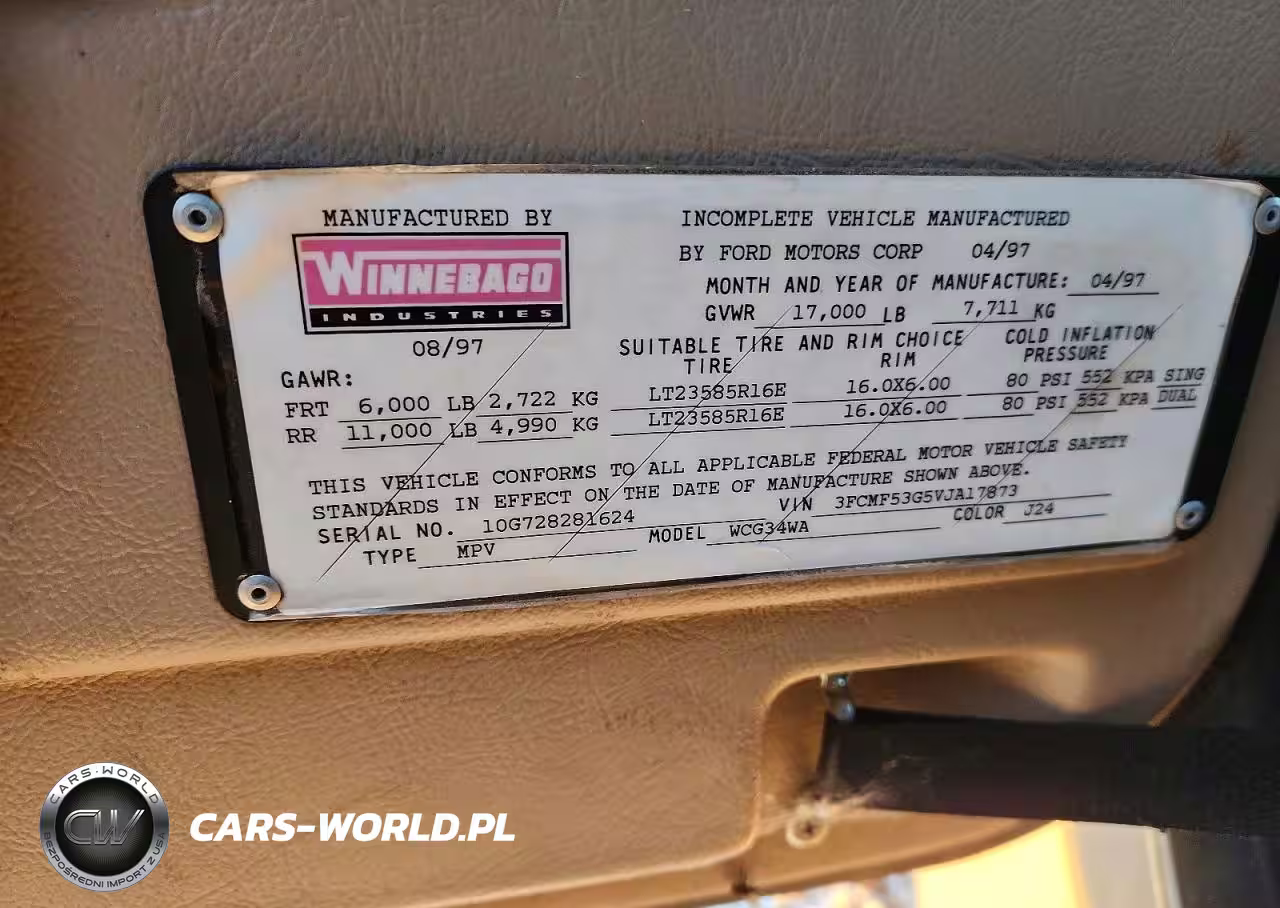 MANUFACTURED BY
WINNEBAGO
INDUSTRIES
08/97
INCOMPLETE VEHICLE MANUFACTURED
BY FORD MOTORS CORP 04/97
MONTH AND YEAR OF MANUFACTURE: 04/97
GVWR 17,000 LB 7,711 KG
SUITABLE TIRE AND RIM CHOICE COLD INFLATION
TIRE RIM PRESSURE
GAWR:
FRT 6,000 LB 2,722 KG LT23585R16E 16.0X6.00 80 PSI 552 KPA SING
RR 11,000 LB 4,990 KG LT23585R16E 16.0X6.00 80 PSI 552 KPA DUAL
THIS VEHICLE CONFORMS TO ALL APPLICABLE FEDERAL MOTOR VEHICLE SAFETY
STANDARDS IN EFFECT ON THE DATE OF MANUFACTURE SHOWN ABOVE.
SERIAL NO. 10G728281624 VIN 3FCMF53G5VJA17873
TYPE MPV MODEL WCG34WA COLOR J24
CARS-WORLD
CW
BEZPOŚREDNI IMPORT Z USA
CARS-WORLD.PL